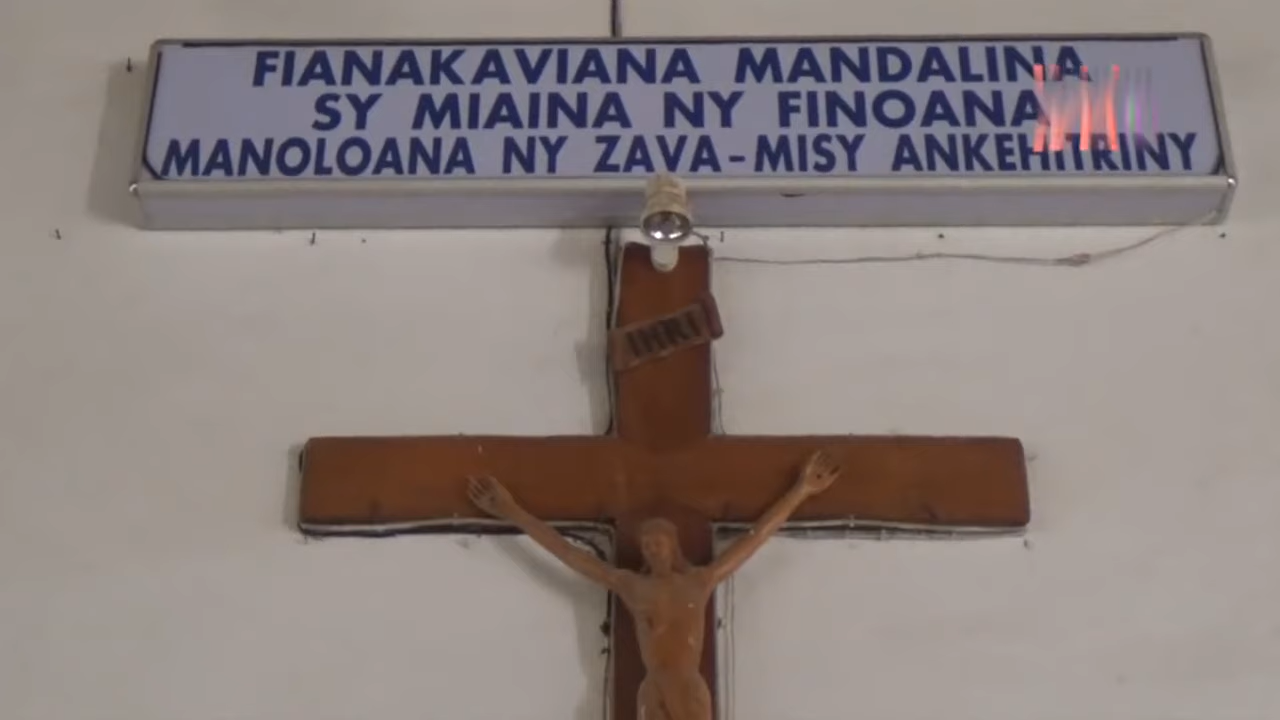 FIANAKAVIANA MANDALINA
SY MIAINA NY FINOANA
MANOLOANA NY ZAVA-MISY ANKEHITRINY
INRI